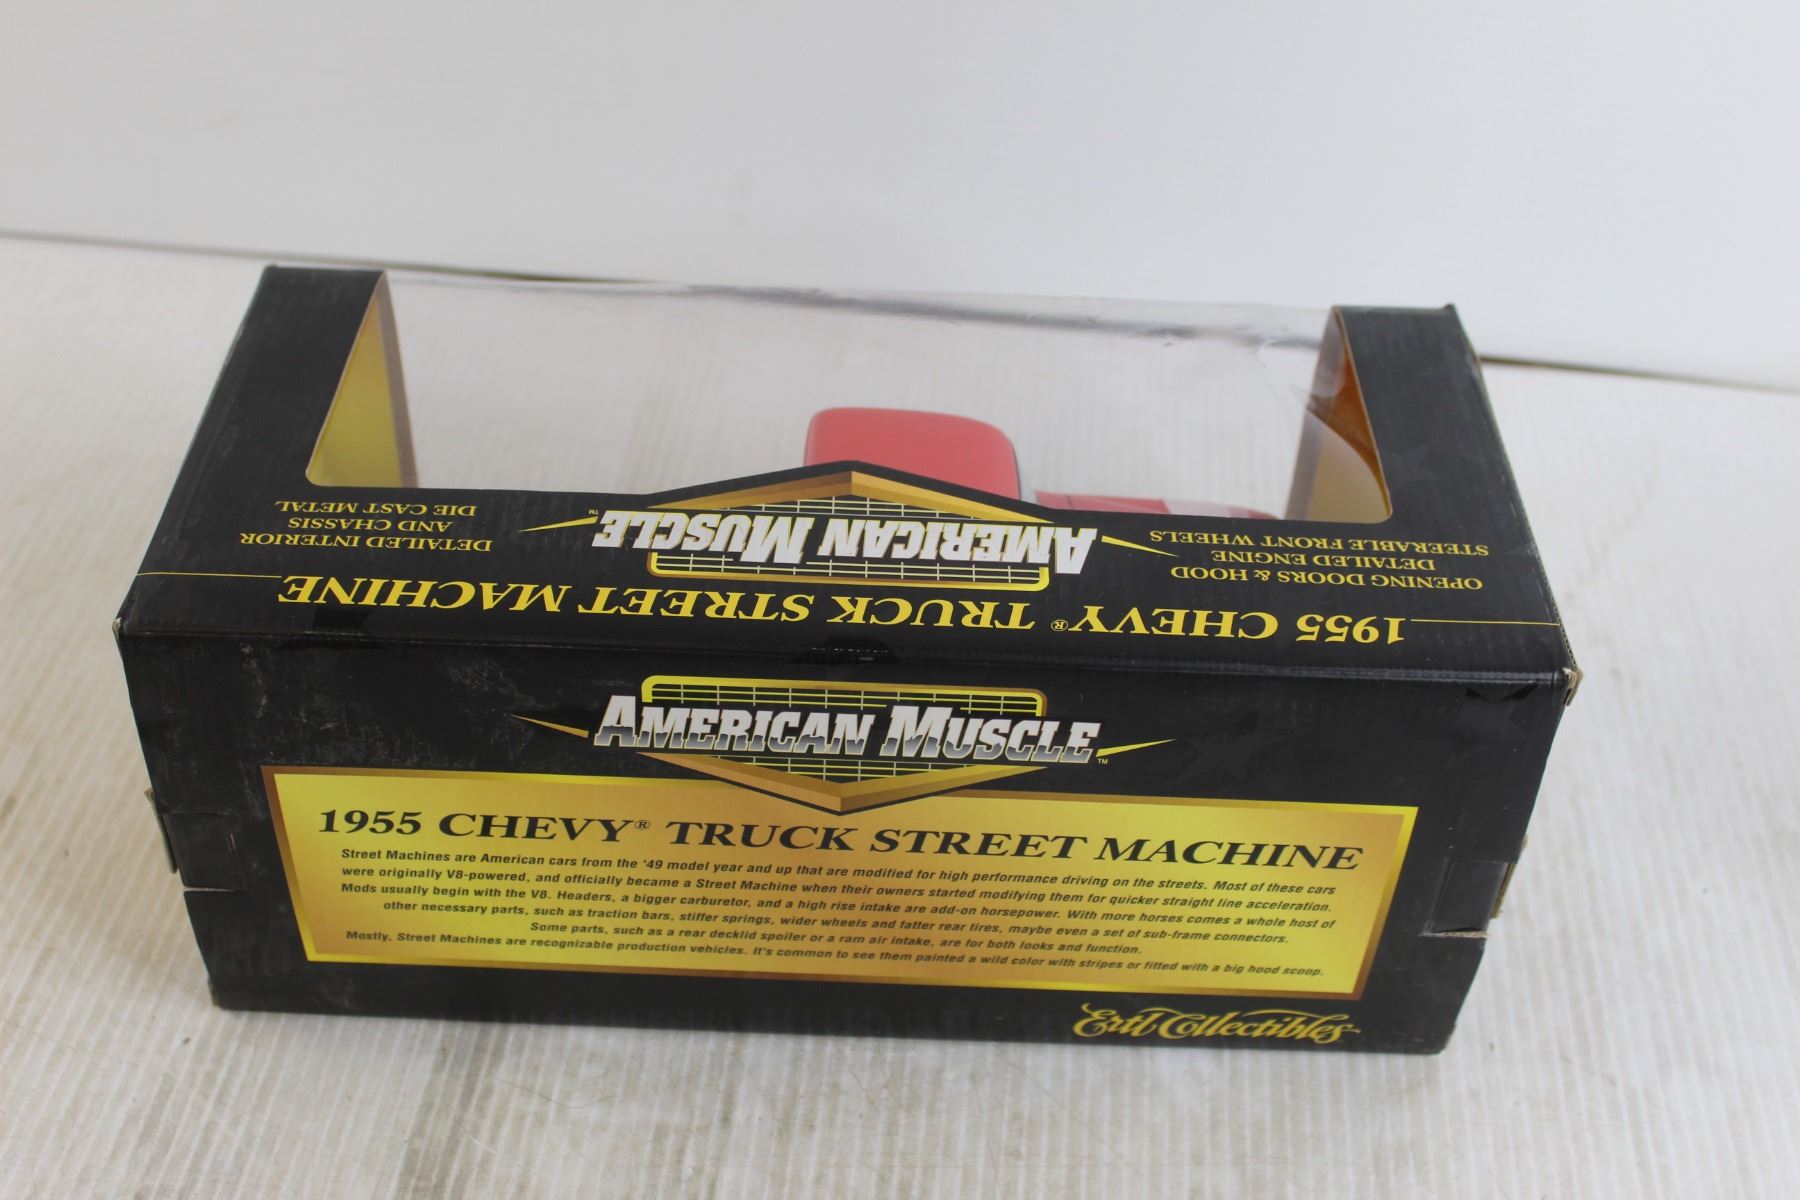 DETAILED INTERIOR
AND CHASSIS
DIE CAST METAL
AMERICAN MUSCLE™
OPENING DOORS & HOOD
DETAILED ENGINE
STEERABLE FRONT WHEELS
1955 CHEVY® TRUCK STREET MACHINE
AMERICAN MUSCLE™
1955 CHEVY® TRUCK STREET MACHINE
Street Machines are American cars from the '49 model year and up that are modified for high performance driving on the streets. Most of these cars
were originally V8-powered, and officially became a Street Machine when their owners started modifying them for quicker straight line acceleration.
Mods usually begin with the V8. Headers, a bigger carburetor, and a high rise intake are add-on horsepower. With more horses comes a whole host of
other necessary parts, such as traction bars, stiffer springs, wider wheels and fatter rear tires, maybe even a set of sub-frame connectors.
Some parts, such as a rear decklid spoiler or a ram air intake, are for both looks and function.
Mostly, Street Machines are recognizable production vehicles. It's common to see them painted a wild color with stripes or fitted with a big hood scoop.
Ertl Collectibles